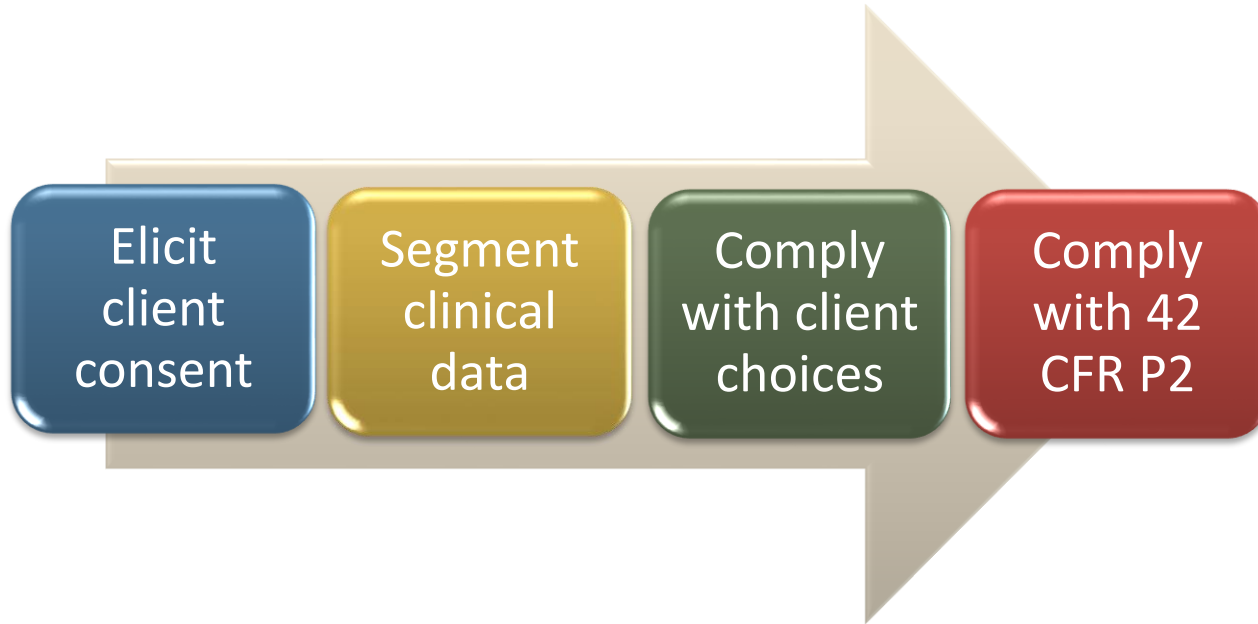 Elicit
client
consent
Segment
clinical
data
Comply
with client
choices
Comply
with 42
CFR P2